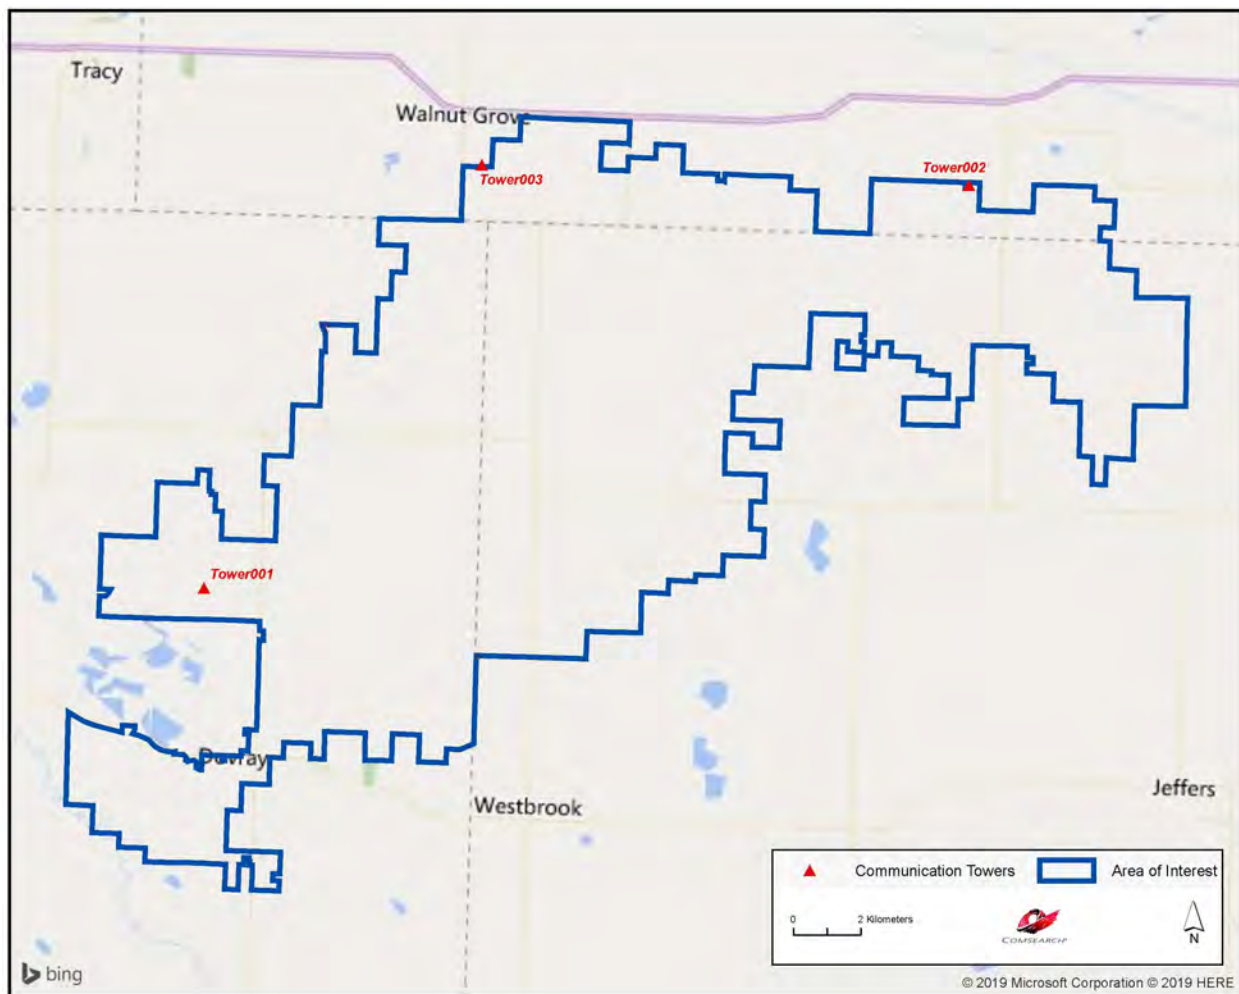 Tracy
Walnut Grove
Tower003
Tower002
Tower001
Dovray
Westbrook
Jeffers
Communication Towers
Area of Interest
0 2 Kilometers
COMSEARCH
N
bing
© 2019 Microsoft Corporation © 2019 HERE